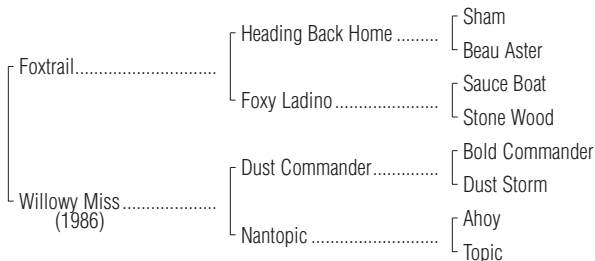 Foxtrail..............................
Heading Back Home .........
Sham
Beau Aster
Foxy Ladino......................
Sauce Boat
Stone Wood
Willowy Miss....................
(1986)
Dust Commander..............
Bold Commander
Dust Storm
Nantopic ...........................
Ahoy
Topic